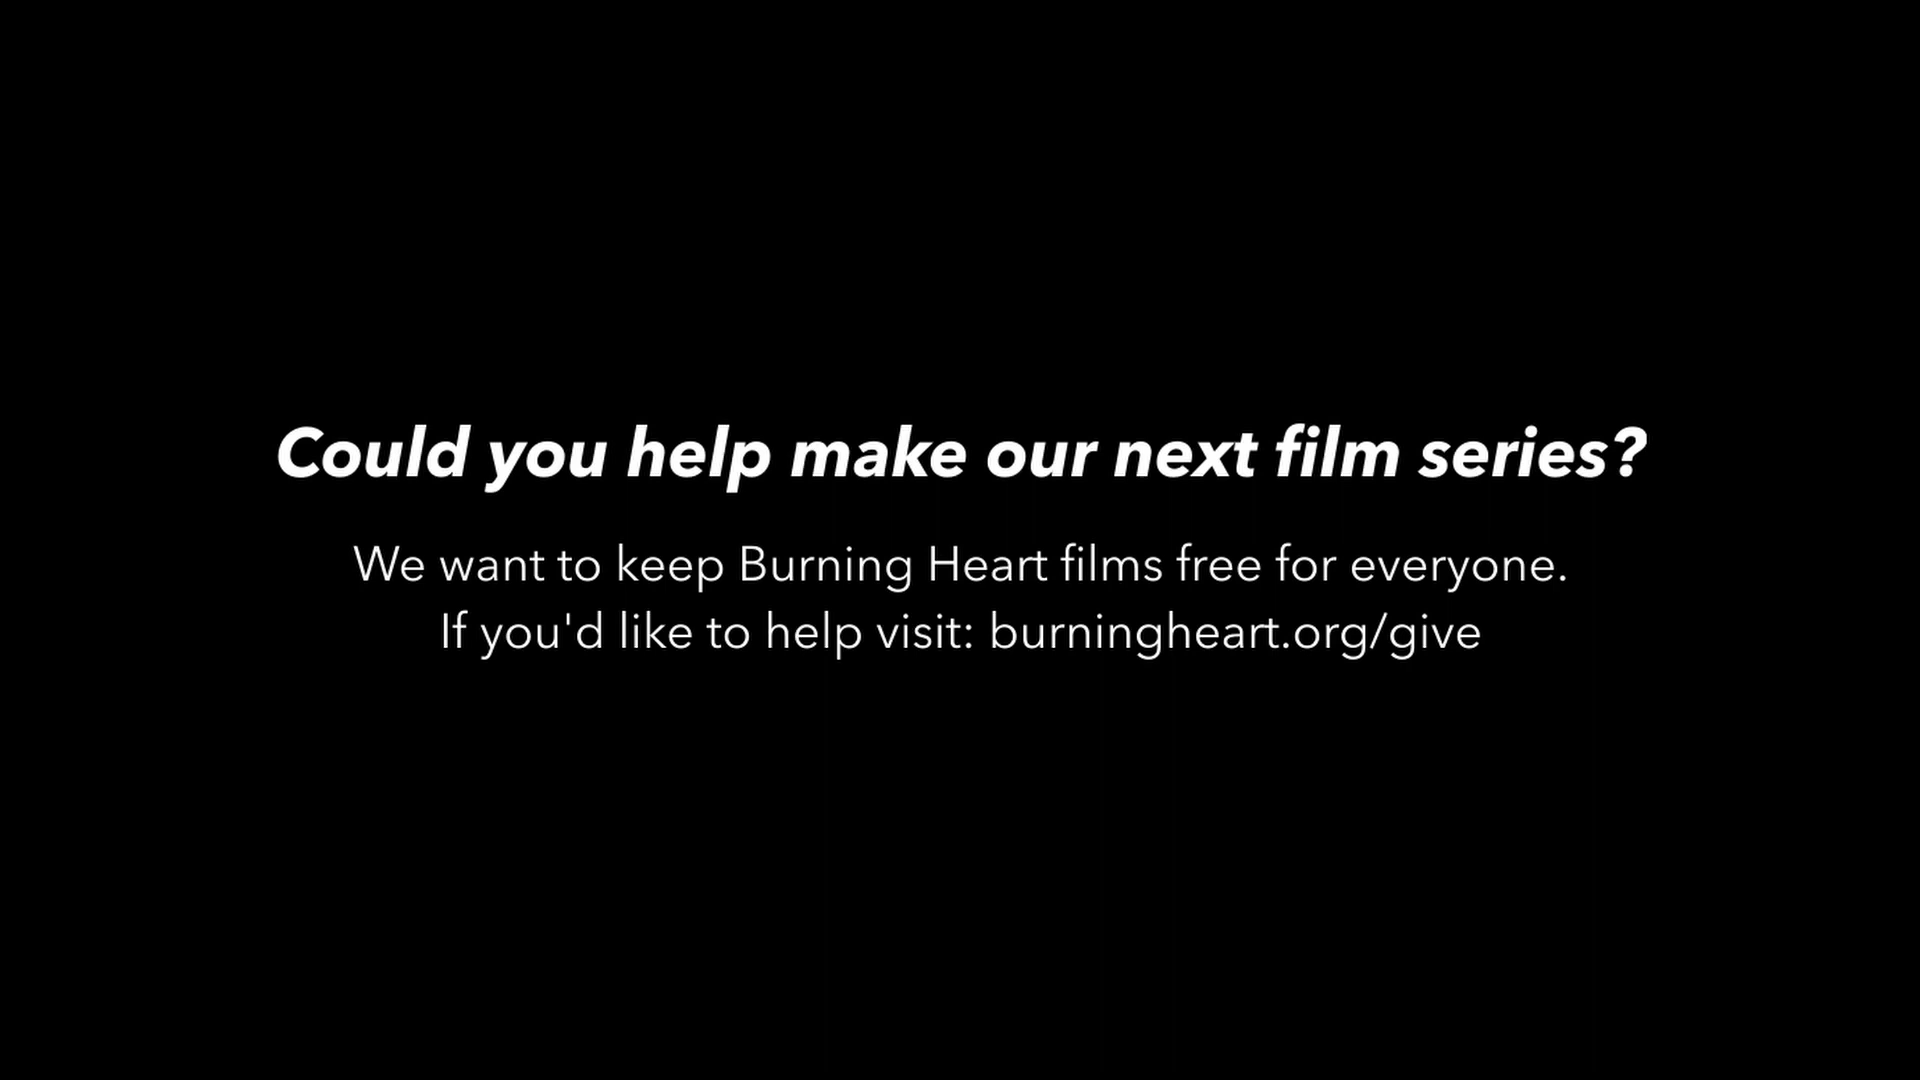 Could you help make our next film series?
We want to keep Burning Heart films free for everyone.
If you'd like to help visit: burningheart.org/give